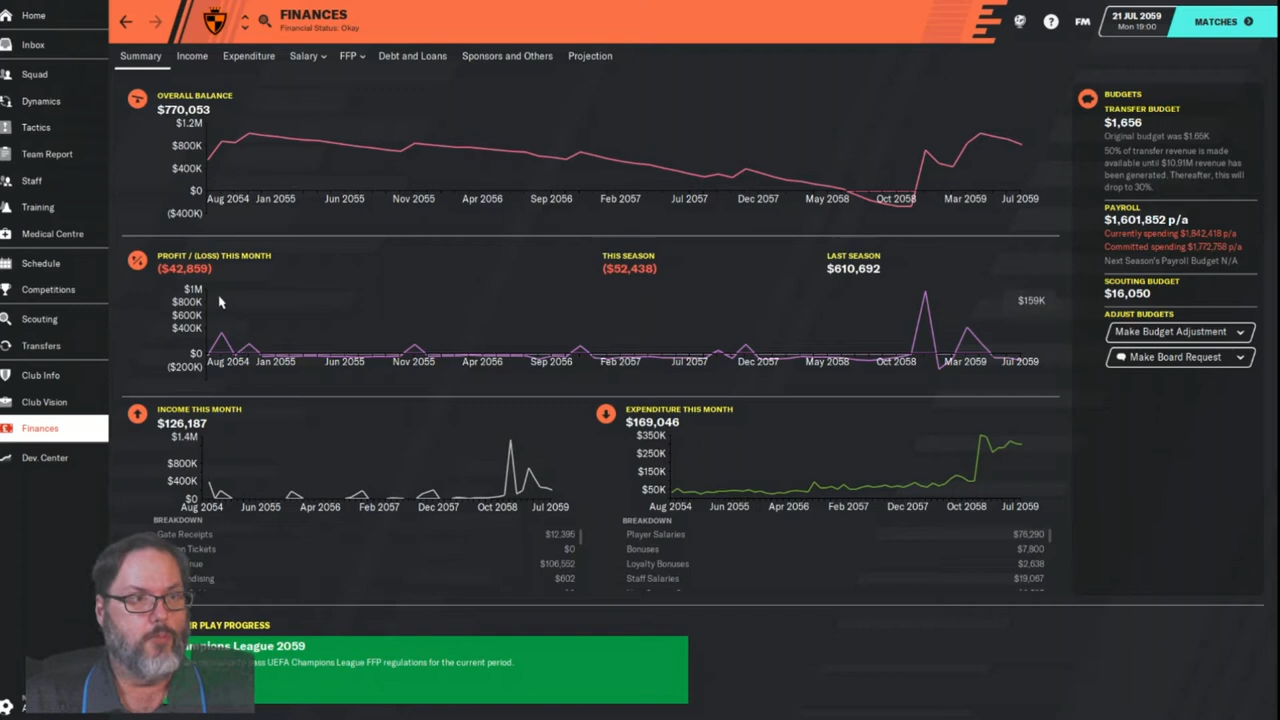 Home
Inbox
Squad
Dynamics
Tactics
Team Report
Staff
Training
Medical Centre
Schedule
Competitions
Scouting
Transfers
Club Info
Club Vision
Finances
Dev. Center
FINANCES
Financial Status: Okay
FM
21 JUL 2059
Mon 19:00
MATCHES
Summary
Income
Expenditure
Salary
FFP
Debt and Loans
Sponsors and Others
Projection
OVERALL BALANCE
$770,053
$1.2M
$800K
$400K
$0
($400K)
Aug 2054 Jan 2055 Jun 2055 Nov 2055 Apr 2056 Sep 2056 Feb 2057 Jul 2057 Dec 2057 May 2058 Oct 2058 Mar 2059 Jul 2059
PROFIT / (LOSS) THIS MONTH
($42,859)
THIS SEASON
($52,438)
LAST SEASON
$610,692
$1M
$800K
$600K
$400K
$0
($200K)
$159K
Aug 2054 Jan 2055 Jun 2055 Nov 2055 Apr 2056 Sep 2056 Feb 2057 Jul 2057 Dec 2057 May 2058 Oct 2058 Mar 2059 Jul 2059
INCOME THIS MONTH
$126,187
$1.4M
$800K
$400K
$0
Aug 2054 Jun 2055 Apr 2056 Feb 2057 Dec 2057 Oct 2058 Jul 2059
BREAKDOWN
Gate Receipts $12,395
Tickets $0
$106,552
$602
EXPENDITURE THIS MONTH
$169,046
$350K
$250K
$150K
$50K
Aug 2054 Jun 2055 Apr 2056 Feb 2057 Dec 2057 Oct 2058 Jul 2059
BREAKDOWN
Player Salaries $76,290
Bonuses $7,800
Loyalty Bonuses $2,638
Staff Salaries $19,067
PLAY PROGRESS
League 2059
UEFA Champions League FFP regulations for the current period.
BUDGETS
TRANSFER BUDGET
$1,656
Original budget was $1.65K
50% of transfer revenue is made
available until $10.91M revenue has
been generated. Thereafter, this will
drop to 30%.
PAYROLL
$1,601,852 p/a
Currently spending $1,842,418 p/a
Committed spending $1,772,758 p/a
Next Season's Payroll Budget N/A
SCOUTING BUDGET
$16,050
ADJUST BUDGETS
Make Budget Adjustment
Make Board Request